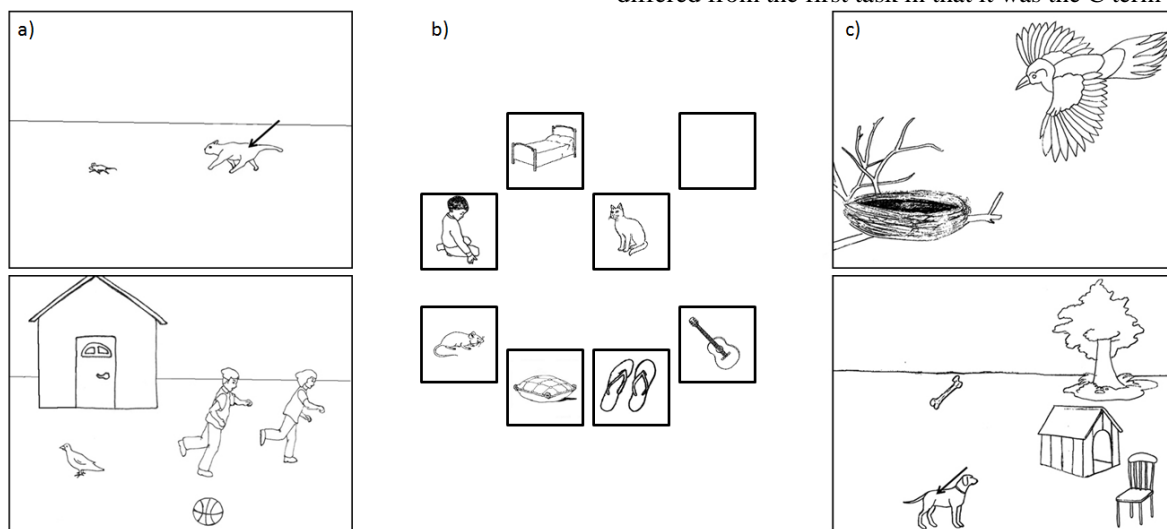 differed from the first task in that it was the C term
a)
b)
c)